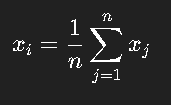 $x_i = \frac{1}{n} \sum_{j=1}^{n} x_j$